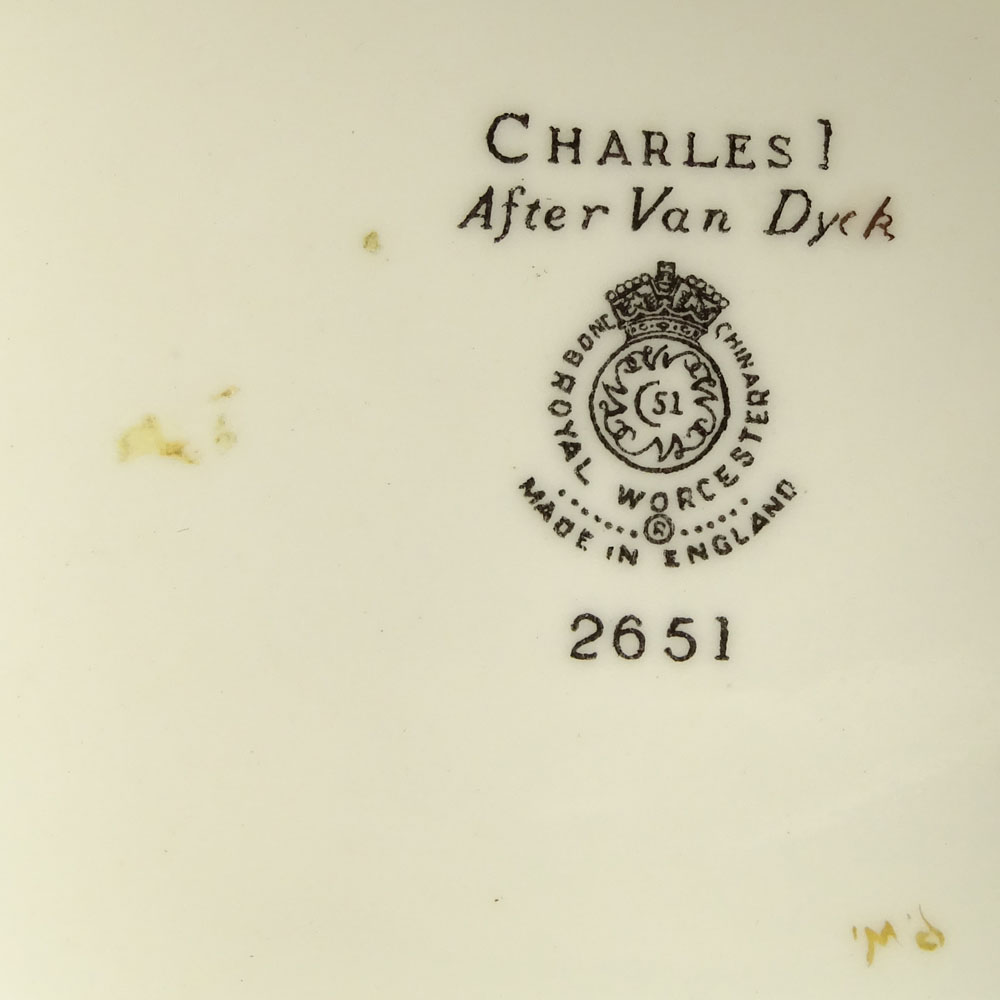 CHARLES I
After Van Dyck
BONE CHINA
51
ROYAL WORCESTER
®
MADE IN ENGLAND
2651